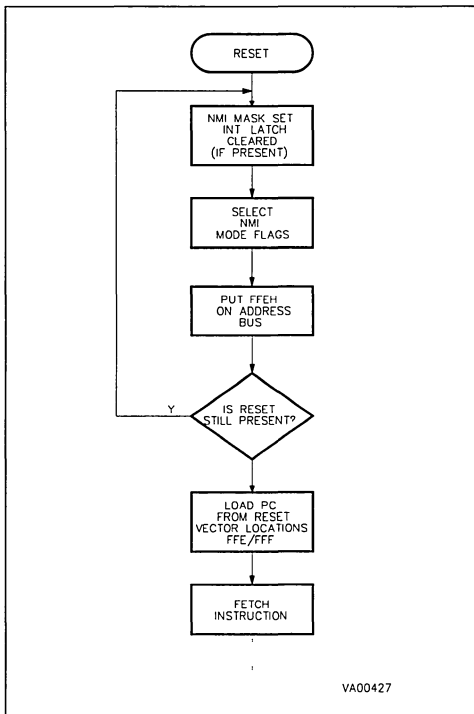 RESET
NMI MASK SET
INT LATCH
CLEARED
(IF PRESENT)
SELECT
NMI
MODE FLAGS
PUT FFEH
ON ADDRESS
BUS
Y
IS RESET
STILL PRESENT?
LOAD PC
FROM RESET
VECTOR LOCATIONS
FFE/FFF
FETCH
INSTRUCTION
VA00427